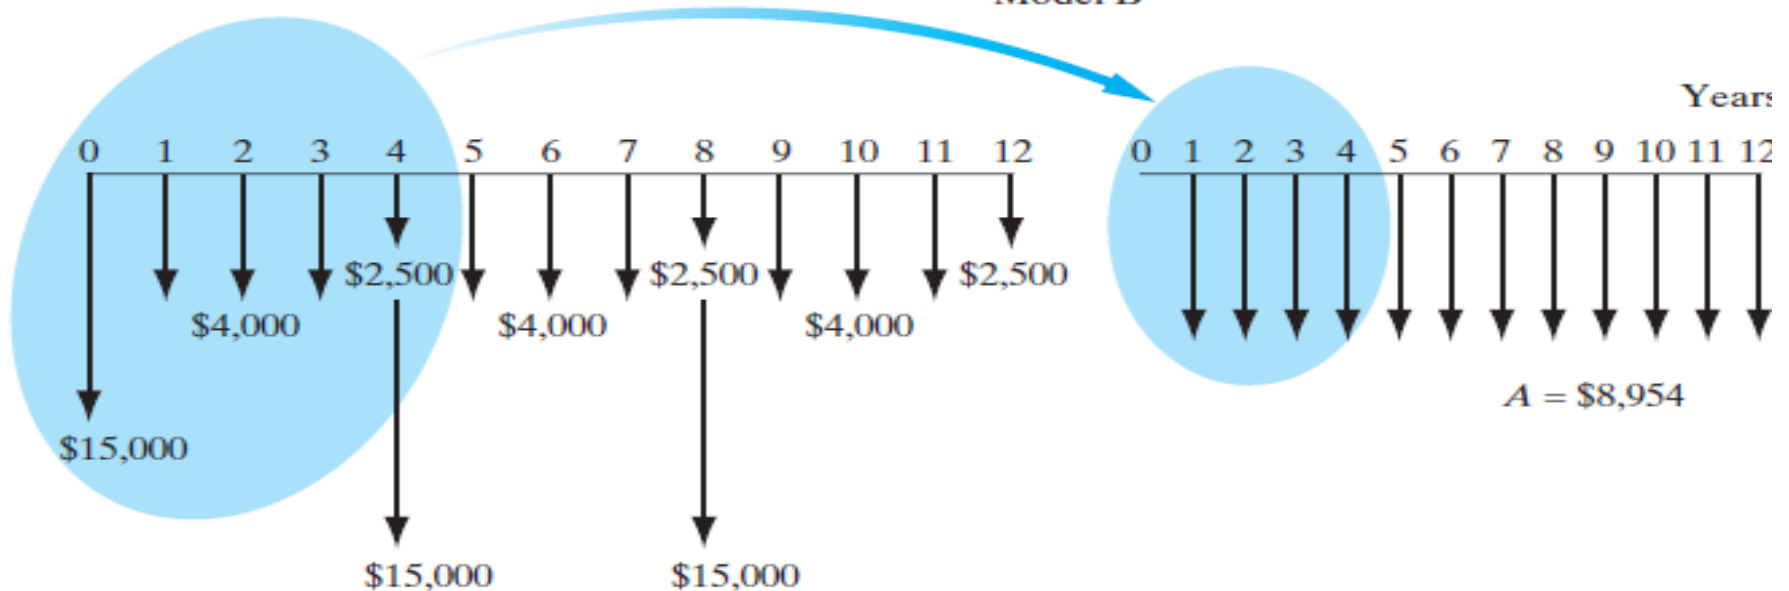 Years
0 1 2 3 4 5 6 7 8 9 10 11 12
0 1 2 3 4 5 6 7 8 9 10 11 12
$2,500 $2,500 $2,500
$4,000 $4,000 $4,000
A = $8,954
$15,000
$15,000 $15,000